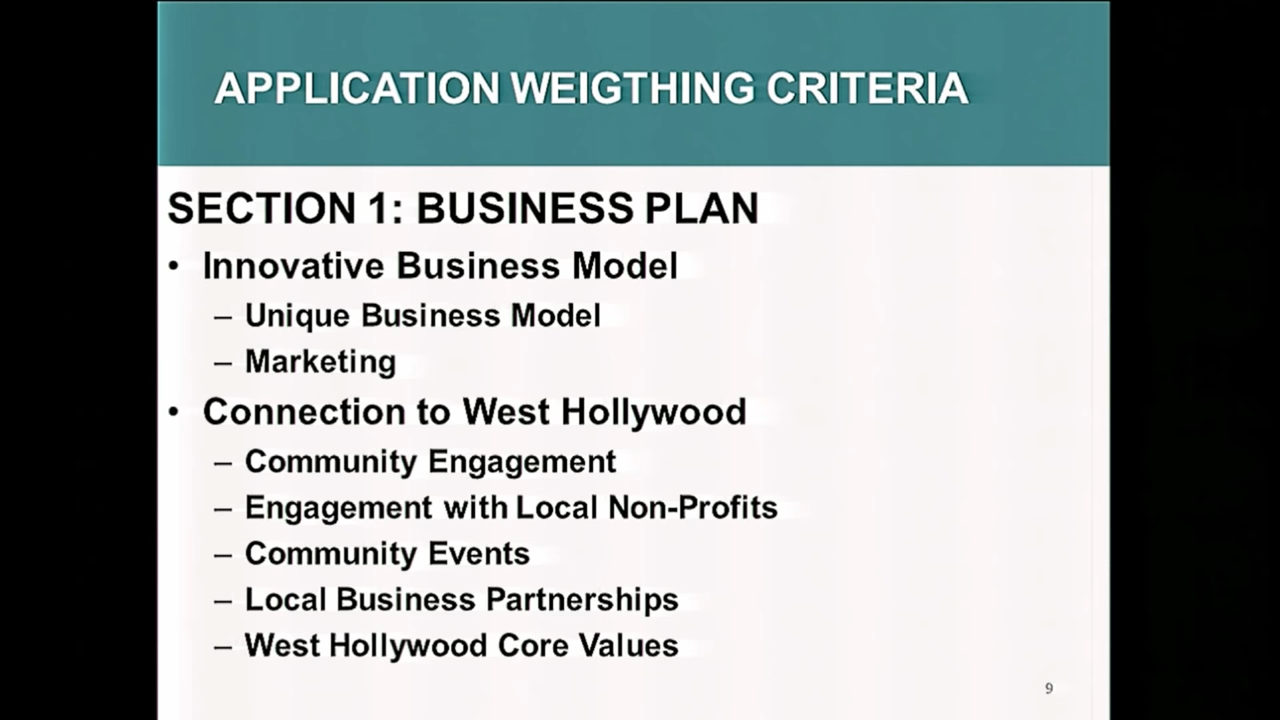 APPLICATION WEIGTHING CRITERIA
SECTION 1: BUSINESS PLAN
• Innovative Business Model
– Unique Business Model
– Marketing
• Connection to West Hollywood
– Community Engagement
– Engagement with Local Non-Profits
– Community Events
– Local Business Partnerships
– West Hollywood Core Values
9